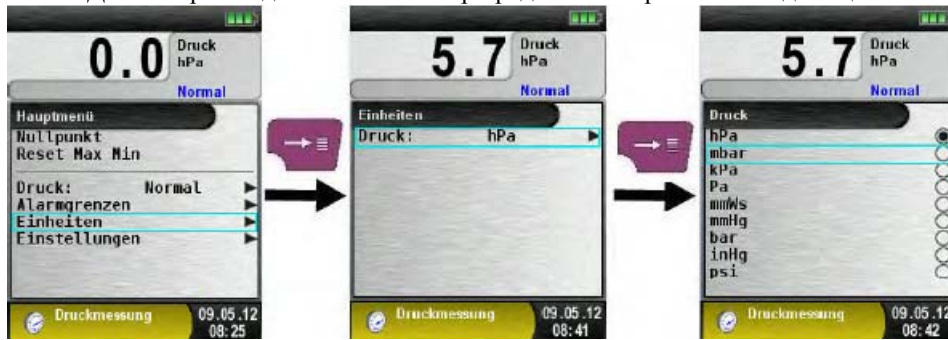 0.0
Druck
hPa
Normal
Hauptmenü
Nullpunkt
Reset Max Min
Druck: Normal
Alarmgrenzen
Einheiten
Einstellungen
Druckmessung
09.05.12
08:25
5.7
Druck
hPa
Normal
Einheiten
Druck: hPa
Druckmessung
09.05.12
08:41
5.7
Druck
hPa
Normal
Druck
hPa
mbar
kPa
Pa
mmWs
mmHg
bar
inHg
psi
Druckmessung
09.05.12
08:42